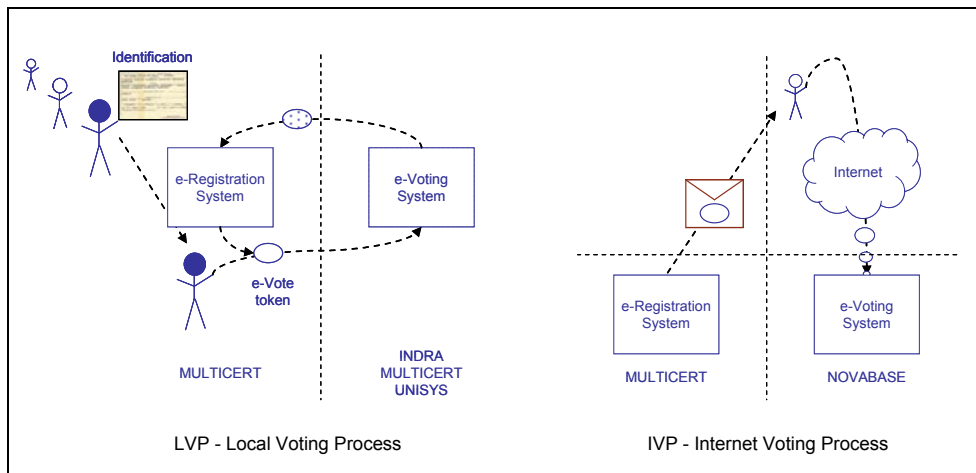 Identification
e-Registration
System
e-Voting
System
e-Vote
token
MULTICERT
INDRA
MULTICERT
UNISYS
LVP - Local Voting Process
Internet
e-Registration
System
e-Voting
System
MULTICERT
NOVABASE
IVP - Internet Voting Process